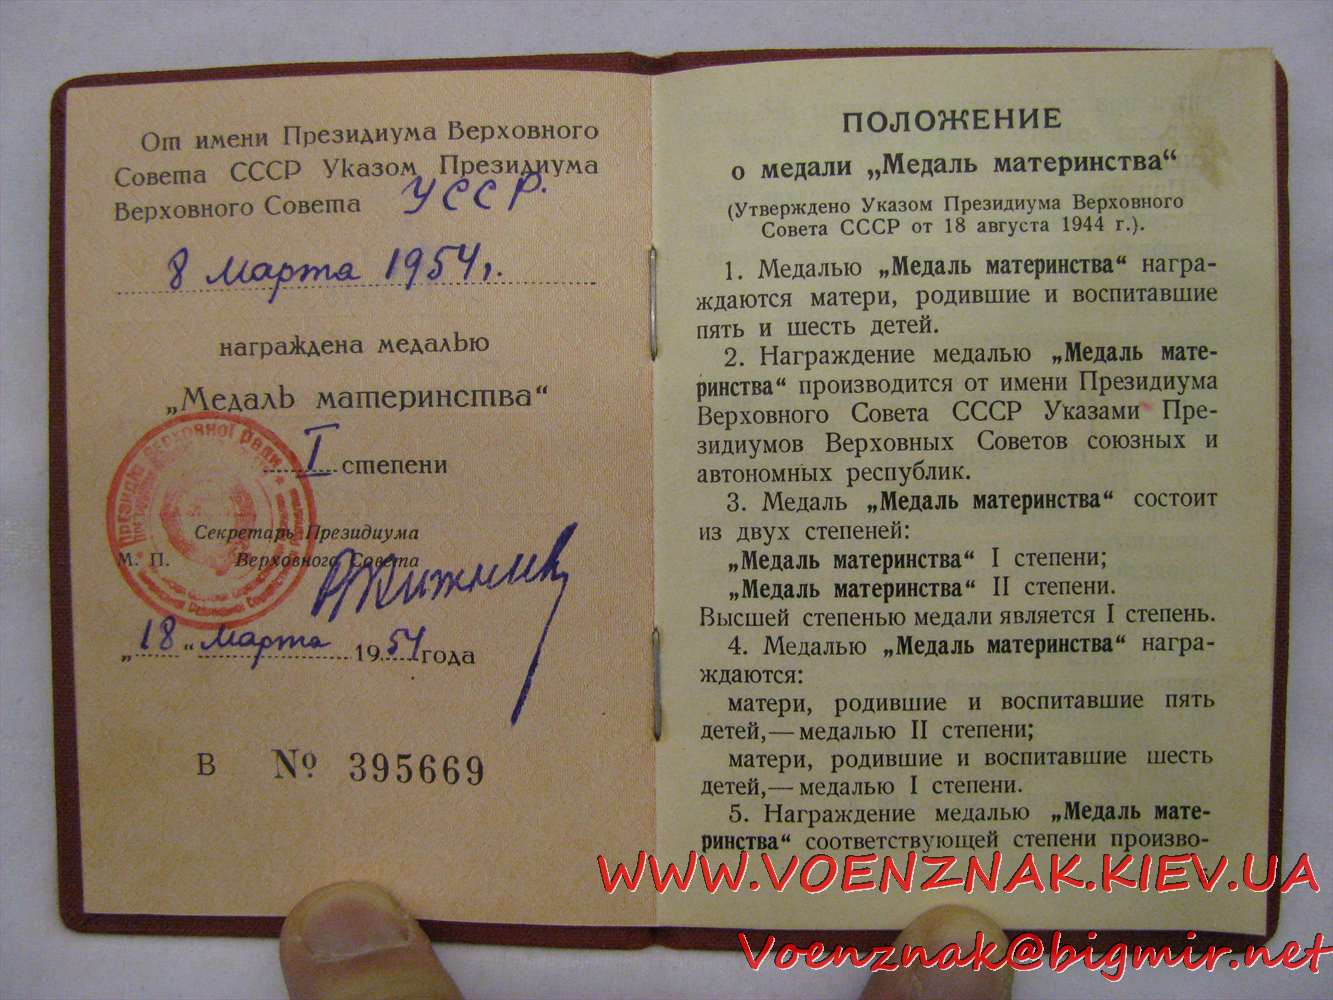 От имени Президиума Верховного
Совета СССР Указом Президиума
Верховного Совета УССР.
8 марта 1954 г.
награждена медалью
„Медаль материнства“
I степени
Секретарь Президиума
М. П. Верховного Совета
„18“ марта 1954 года
В № 395669
ПОЛОЖЕНИЕ
о медали „Медаль материнства“
(Утверждено Указом Президиума Верховного
Совета СССР от 18 августа 1944 г.).
1. Медалью „Медаль материнства“ награ-
ждаются матери, родившие и воспитавшие
пять и шесть детей.
2. Награждение медалью „Медаль мате-
ринства“ производится от имени Президиума
Верховного Совета СССР Указами Пре-
зидиумов Верховных Советов союзных и
автономных республик.
3. Медаль „Медаль материнства“ состоит
из двух степеней:
„Медаль материнства“ I степени;
„Медаль материнства“ II степени.
Высшей степенью медали является I степень.
4. Медалью „Медаль материнства“ награ-
ждаются:
матери, родившие и воспитавшие пять
детей,— медалью II степени;
матери, родившие и воспитавшие шесть
детей,— медалью I степени.
5. Награждение медалью „Медаль мате-
ринства“ соответствующей степени произво-
WWW.VOENZNAK.KIEV.UA
Voenznak@bigmir.net